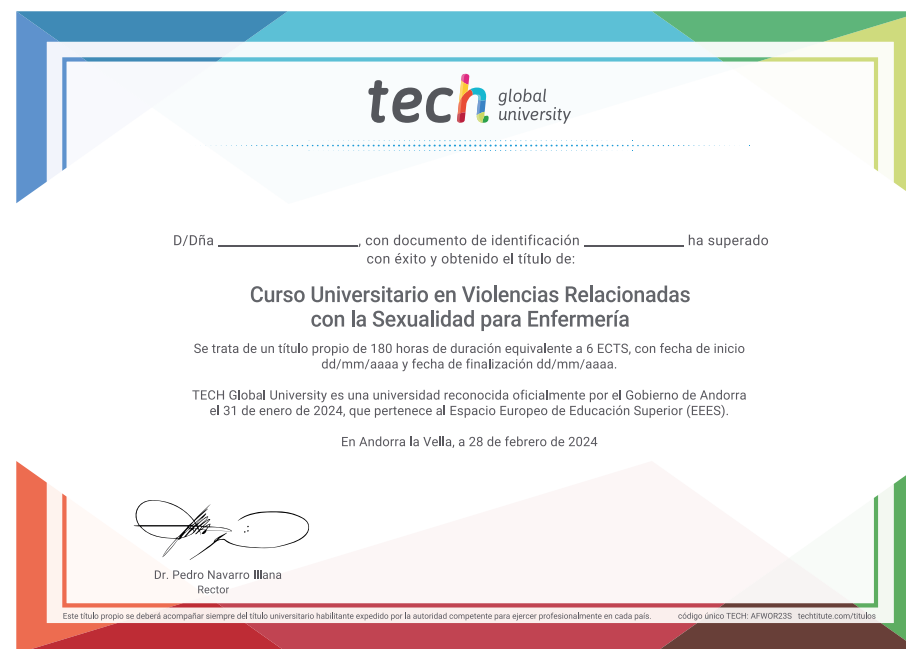 tech global university
D/Dña ____________________, con documento de identificación ______________ ha superado
con éxito y obtenido el título de:
Curso Universitario en Violencias Relacionadas
con la Sexualidad para Enfermería
Se trata de un título propio de 180 horas de duración equivalente a 6 ECTS, con fecha de inicio
dd/mm/aaaa y fecha de finalización dd/mm/aaaa.
TECH Global University es una universidad reconocida oficialmente por el Gobierno de Andorra
el 31 de enero de 2024, que pertenece al Espacio Europeo de Educación Superior (EEES).
En Andorra la Vella, a 28 de febrero de 2024
Dr. Pedro Navarro Illana
Rector
Este título propio se deberá acompañar siempre del título universitario habilitante expedido por la autoridad competente para ejercer profesionalmente en cada país. código único TECH: AFWOR23S techtitute.com/titulos